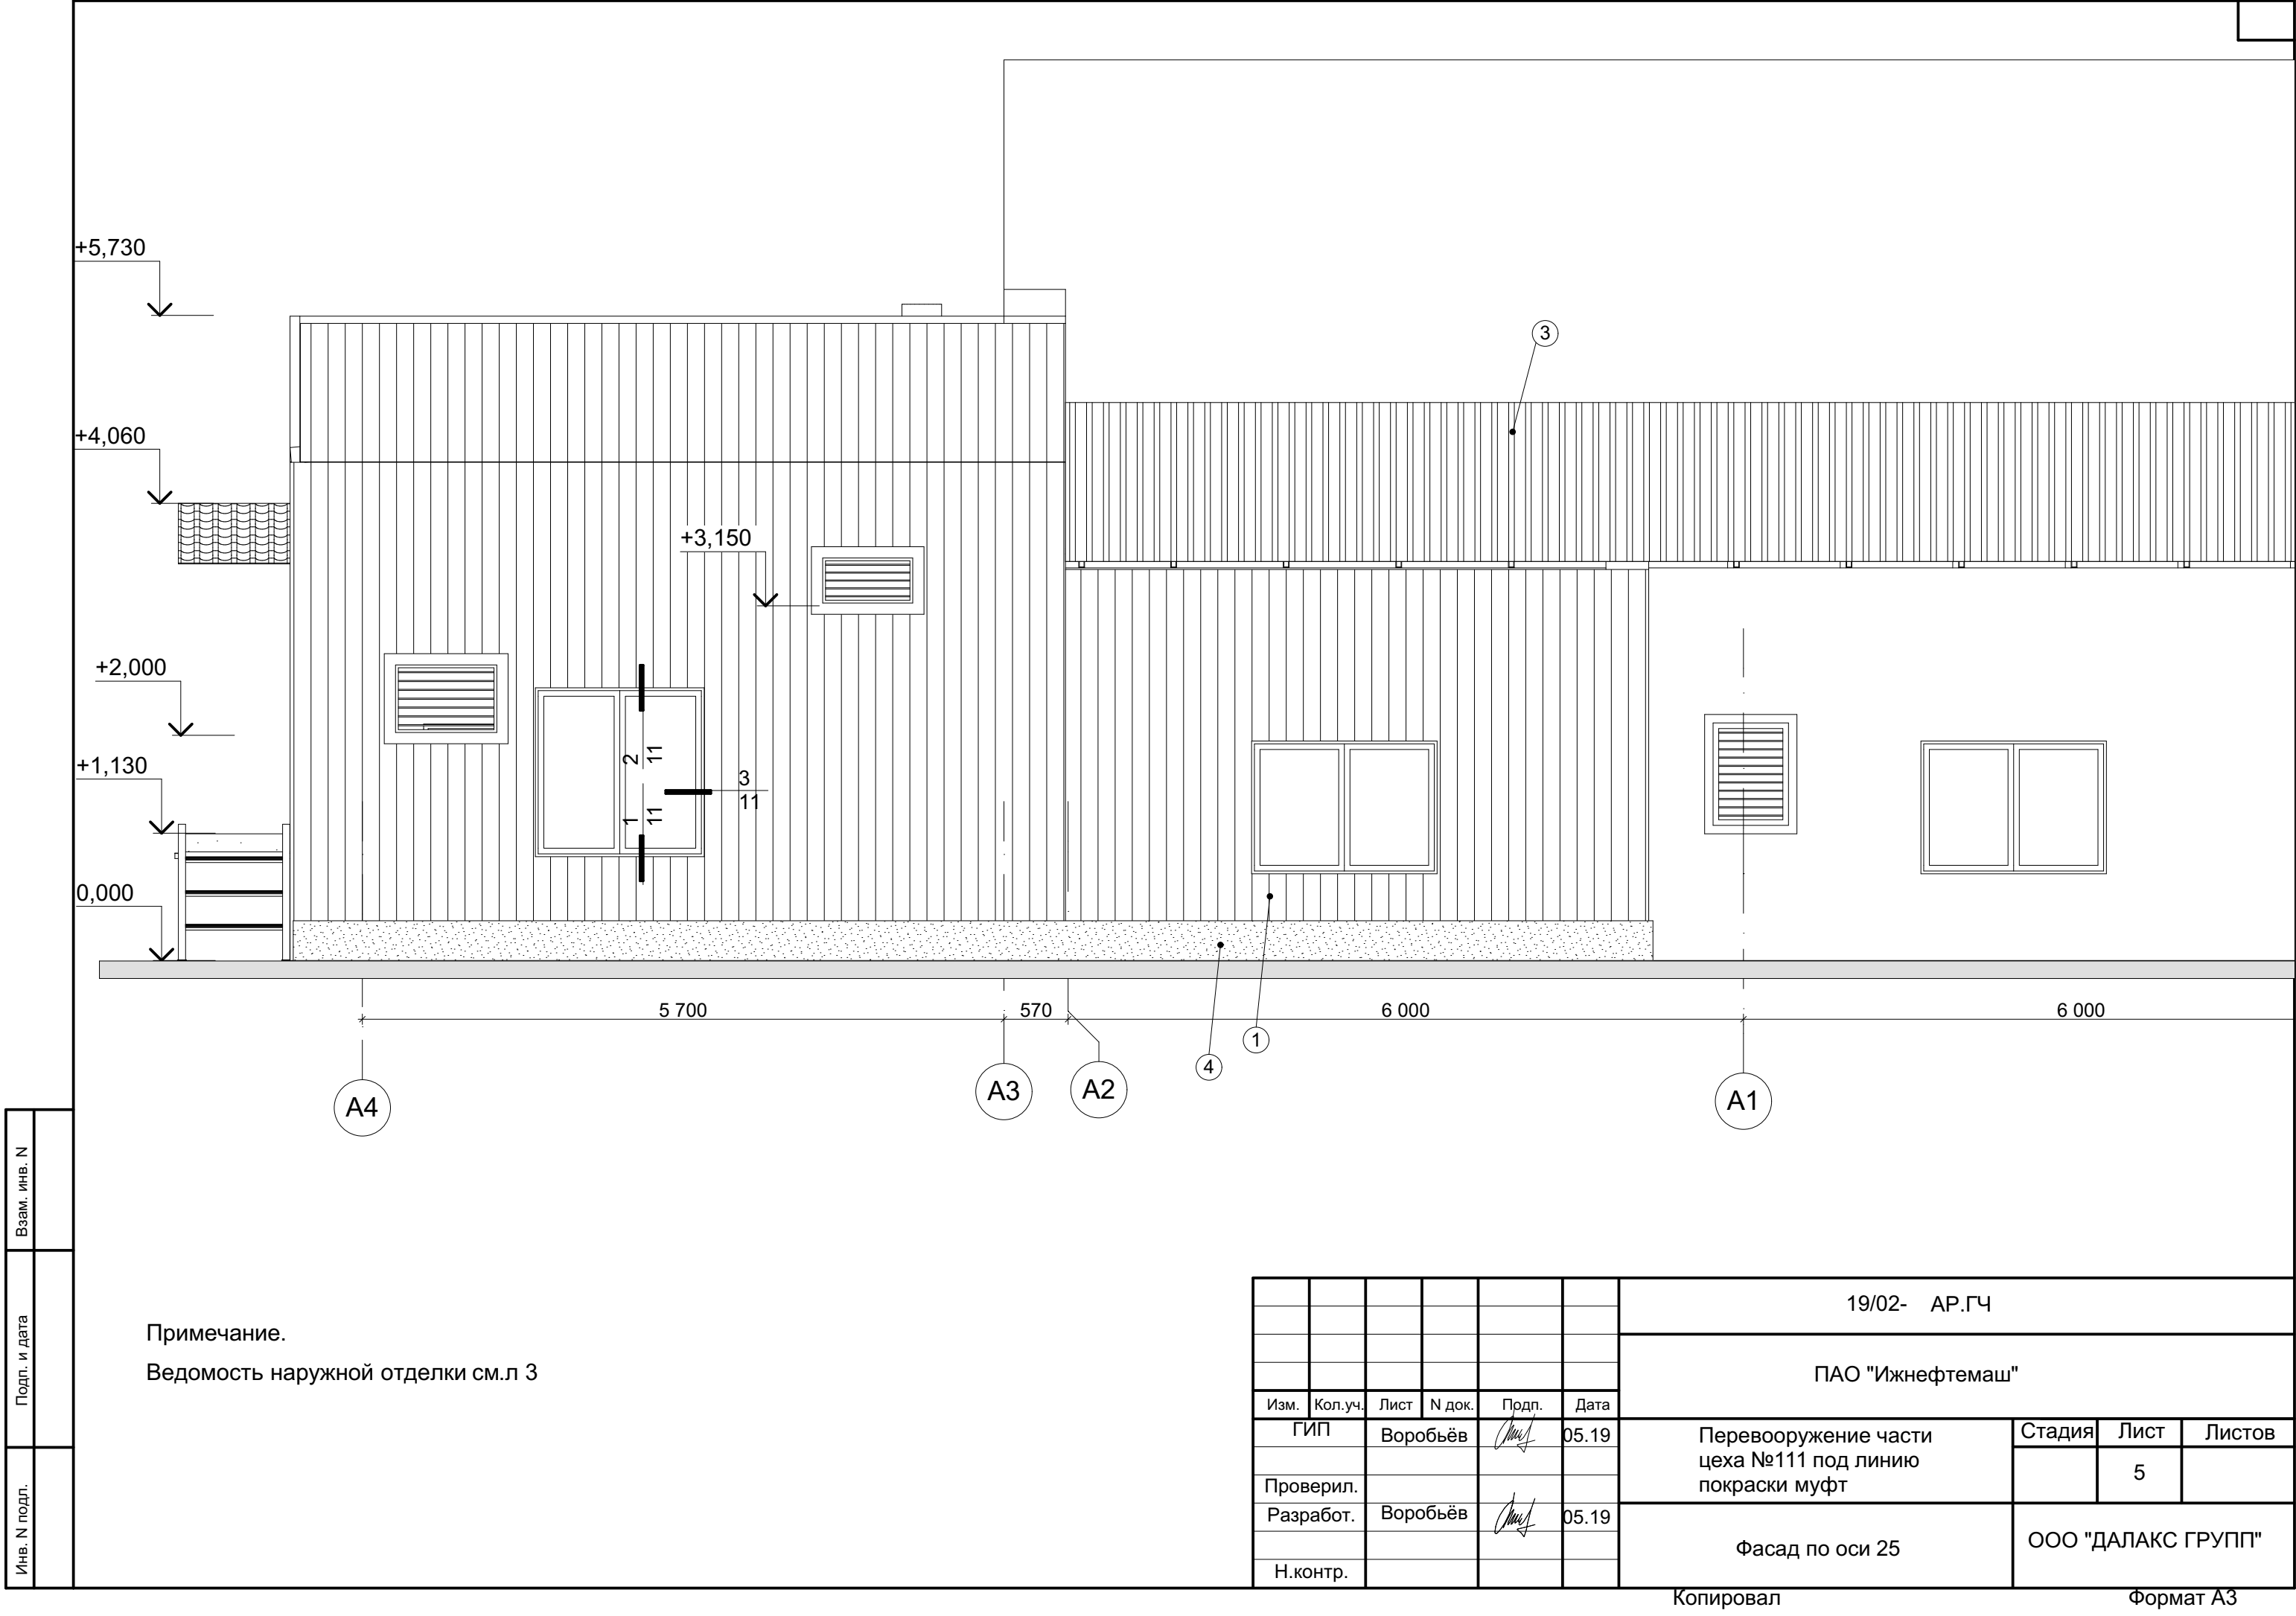 +5,730
3
+4,060
+3,150
+2,000
2
11
+1,130
3
11
1
11
0,000
5 700
570
6 000
6 000
1
4
А4
А3
А2
А1
Взам. инв. N
Подп. и дата
Инв. N подл.
Примечание.
Ведомость наружной отделки см.л 3
19/02- АР.ГЧ
ПАО "Ижнефтемаш"
Изм. Кол.уч. Лист N док. Подп. Дата
ГИП Воробьёв 05.19
Проверил.
Разработ. Воробьёв 05.19
Н.контр.
Перевооружение части
цеха №111 под линию
покраски муфт
Стадия Лист Листов
5
Фасад по оси 25
ООО "ДАЛАКС ГРУПП"
Копировал Формат А3